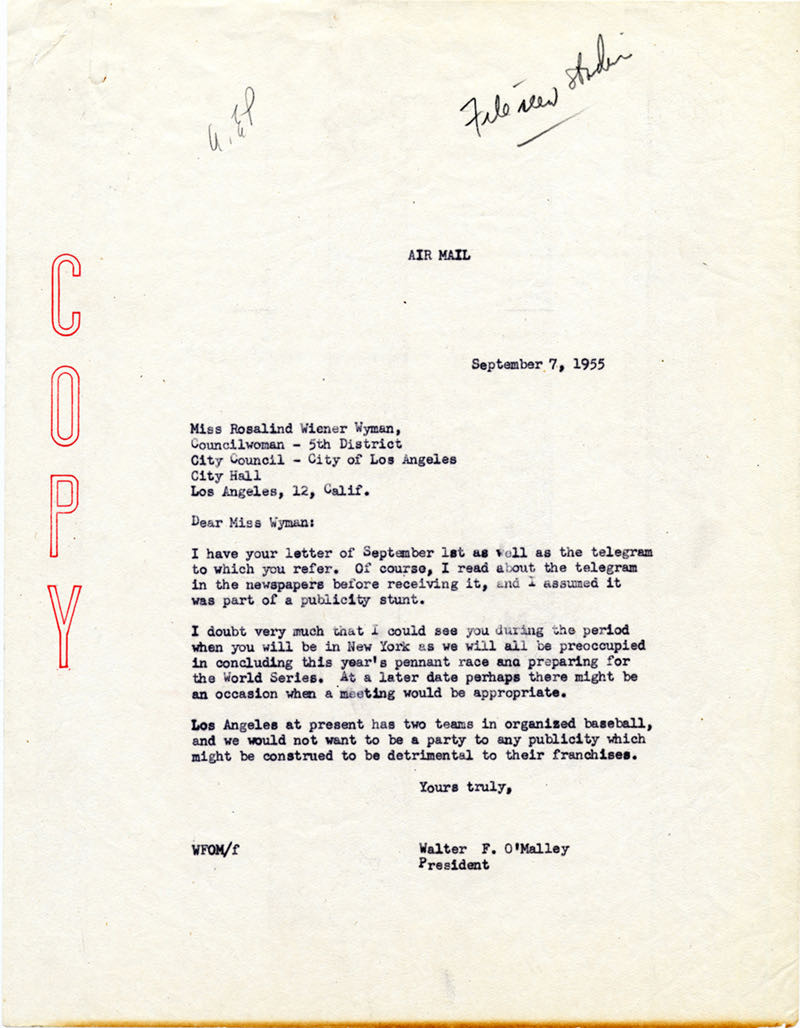 File new stadium
AIR MAIL
COPY
September 7, 1955
Miss Rosalind Wiener Wyman,
Councilwoman - 5th District
City Council - City of Los Angeles
City Hall
Los Angeles, 12, Calif.
Dear Miss Wyman:
I have your letter of September 1st as well as the telegram
to which you refer. Of course, I read about the telegram
in the newspapers before receiving it, and I assumed it
was part of a publicity stunt.
I doubt very much that I could see you during the period
when you will be in New York as we will all be preoccupied
in concluding this year's pennant race and preparing for
the World Series. At a later date perhaps there might be
an occasion when a meeting would be appropriate.
Los Angeles at present has two teams in organized baseball,
and we would not want to be a party to any publicity which
might be construed to be detrimental to their franchises.
Yours truly,
WFOM/f Walter F. O'Malley
President